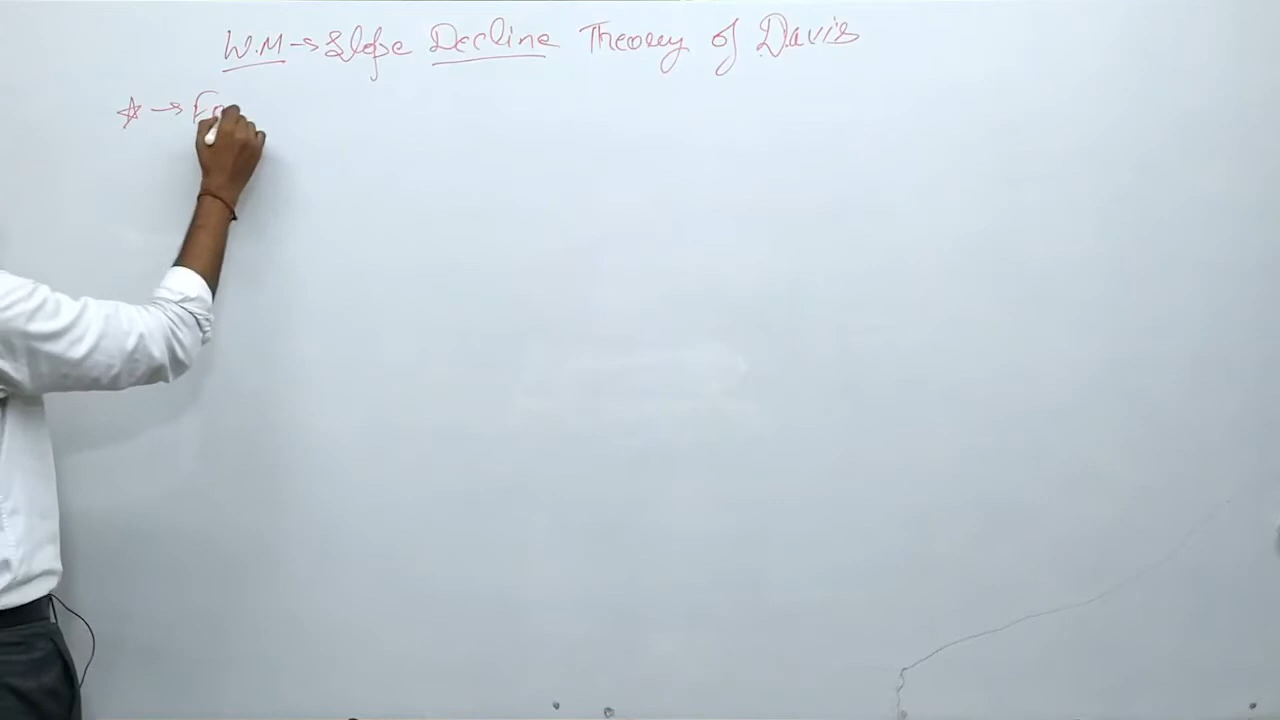 W.M → Slope Decline Theory of Davis
☆ →